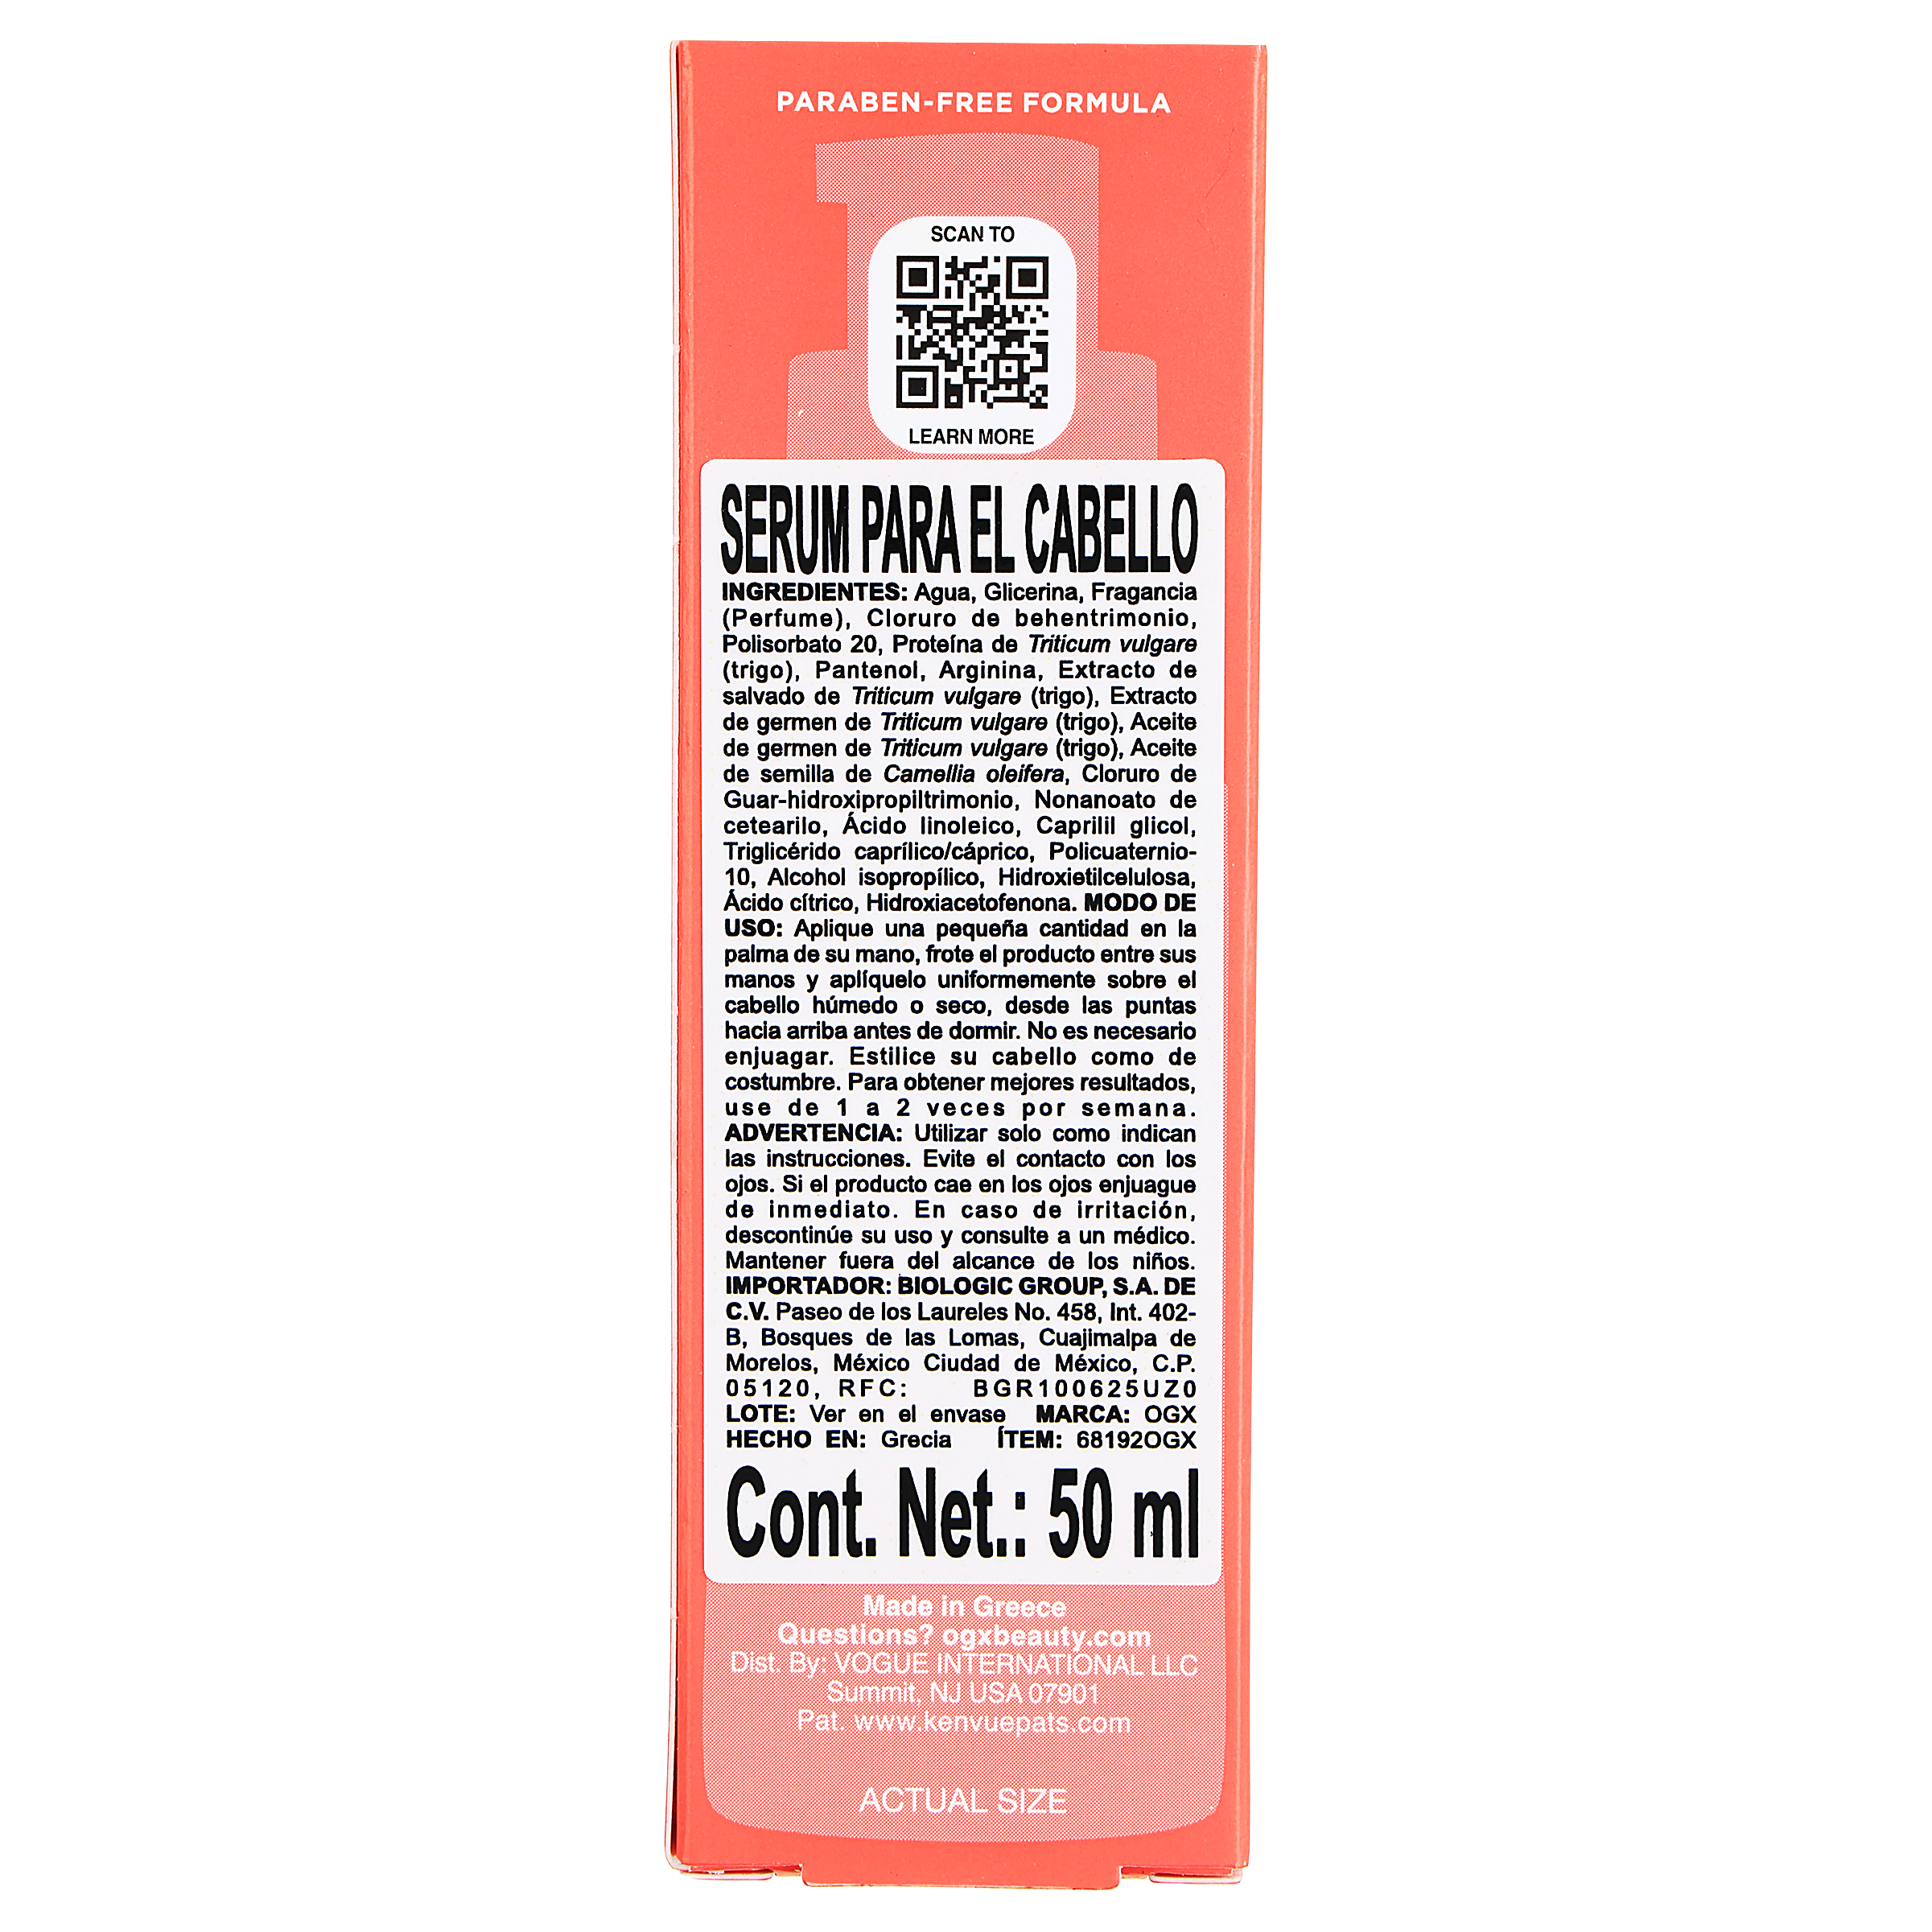 PARABEN-FREE FORMULA
SCAN TO
LEARN MORE
SERUM PARA EL CABELLO
INGREDIENTES: Agua, Glicerina, Fragancia
(Perfume), Cloruro de behentrimonio,
Polisorbato 20, Proteína de Triticum vulgare
(trigo), Pantenol, Arginina, Extracto de
salvado de Triticum vulgare (trigo), Extracto
de germen de Triticum vulgare (trigo), Aceite
de germen de Triticum vulgare (trigo), Aceite
de semilla de Camellia oleifera, Cloruro de
Guar-hidroxipropiltrimonio, Nonanoato de
cetearilo, Ácido linoleico, Caprilil glicol,
Triglicérido caprílico/cáprico, Policuaternio-
10, Alcohol isopropílico, Hidroxietilcelulosa,
Ácido cítrico, Hidroxiacetofenona. MODO DE
USO: Aplique una pequeña cantidad en la
palma de su mano, frote el producto entre sus
manos y aplíquelo uniformemente sobre el
cabello húmedo o seco, desde las puntas
hacia arriba antes de dormir. No es necesario
enjuagar. Estilice su cabello como de
costumbre. Para obtener mejores resultados,
use de 1 a 2 veces por semana.
ADVERTENCIA: Utilizar solo como indican
las instrucciones. Evite el contacto con los
ojos. Si el producto cae en los ojos enjuague
de inmediato. En caso de irritación,
descontinúe su uso y consulte a un médico.
Mantener fuera del alcance de los niños.
IMPORTADOR: BIOLOGIC GROUP, S.A. DE
C.V. Paseo de los Laureles No. 458, Int. 402-
B, Bosques de las Lomas, Cuajimalpa de
Morelos, México Ciudad de México, C.P.
05120, RFC: BGR100625UZ0
LOTE: Ver en el envase MARCA: OGX
HECHO EN: Grecia ÍTEM: 68192OGX
Cont. Net.: 50 ml
Made in Greece
Questions? ogxbeauty.com
Dist. By: VOGUE INTERNATIONAL LLC
Summit, NJ USA 07901
Pat. www.kenvuepats.com
ACTUAL SIZE